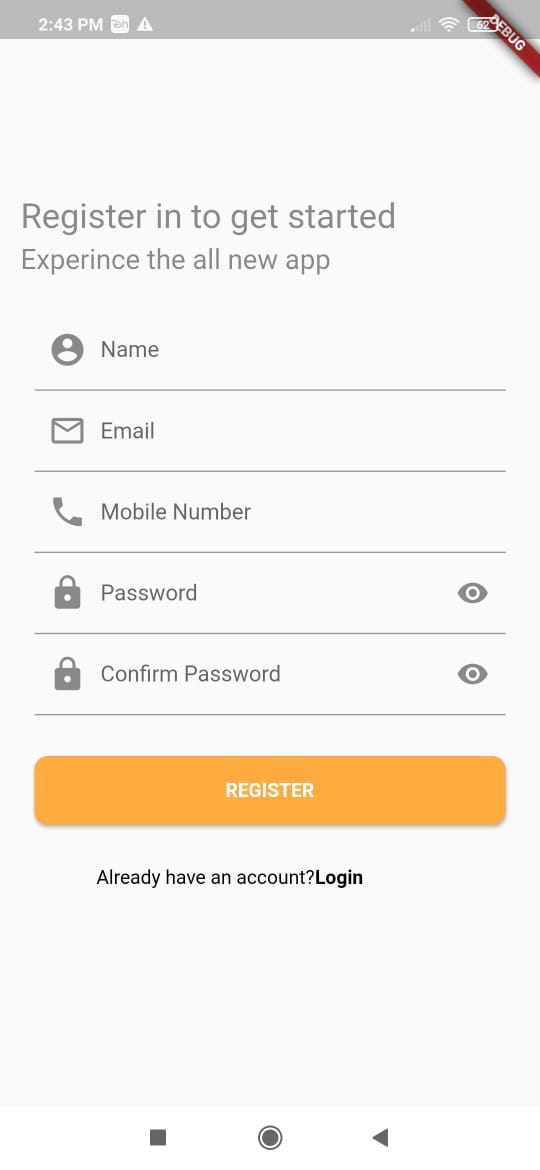 2:43 PM
62
DEBUG
Register in to get started
Experince the all new app
Name
Email
Mobile Number
Password
Confirm Password
REGISTER
Already have an account?Login